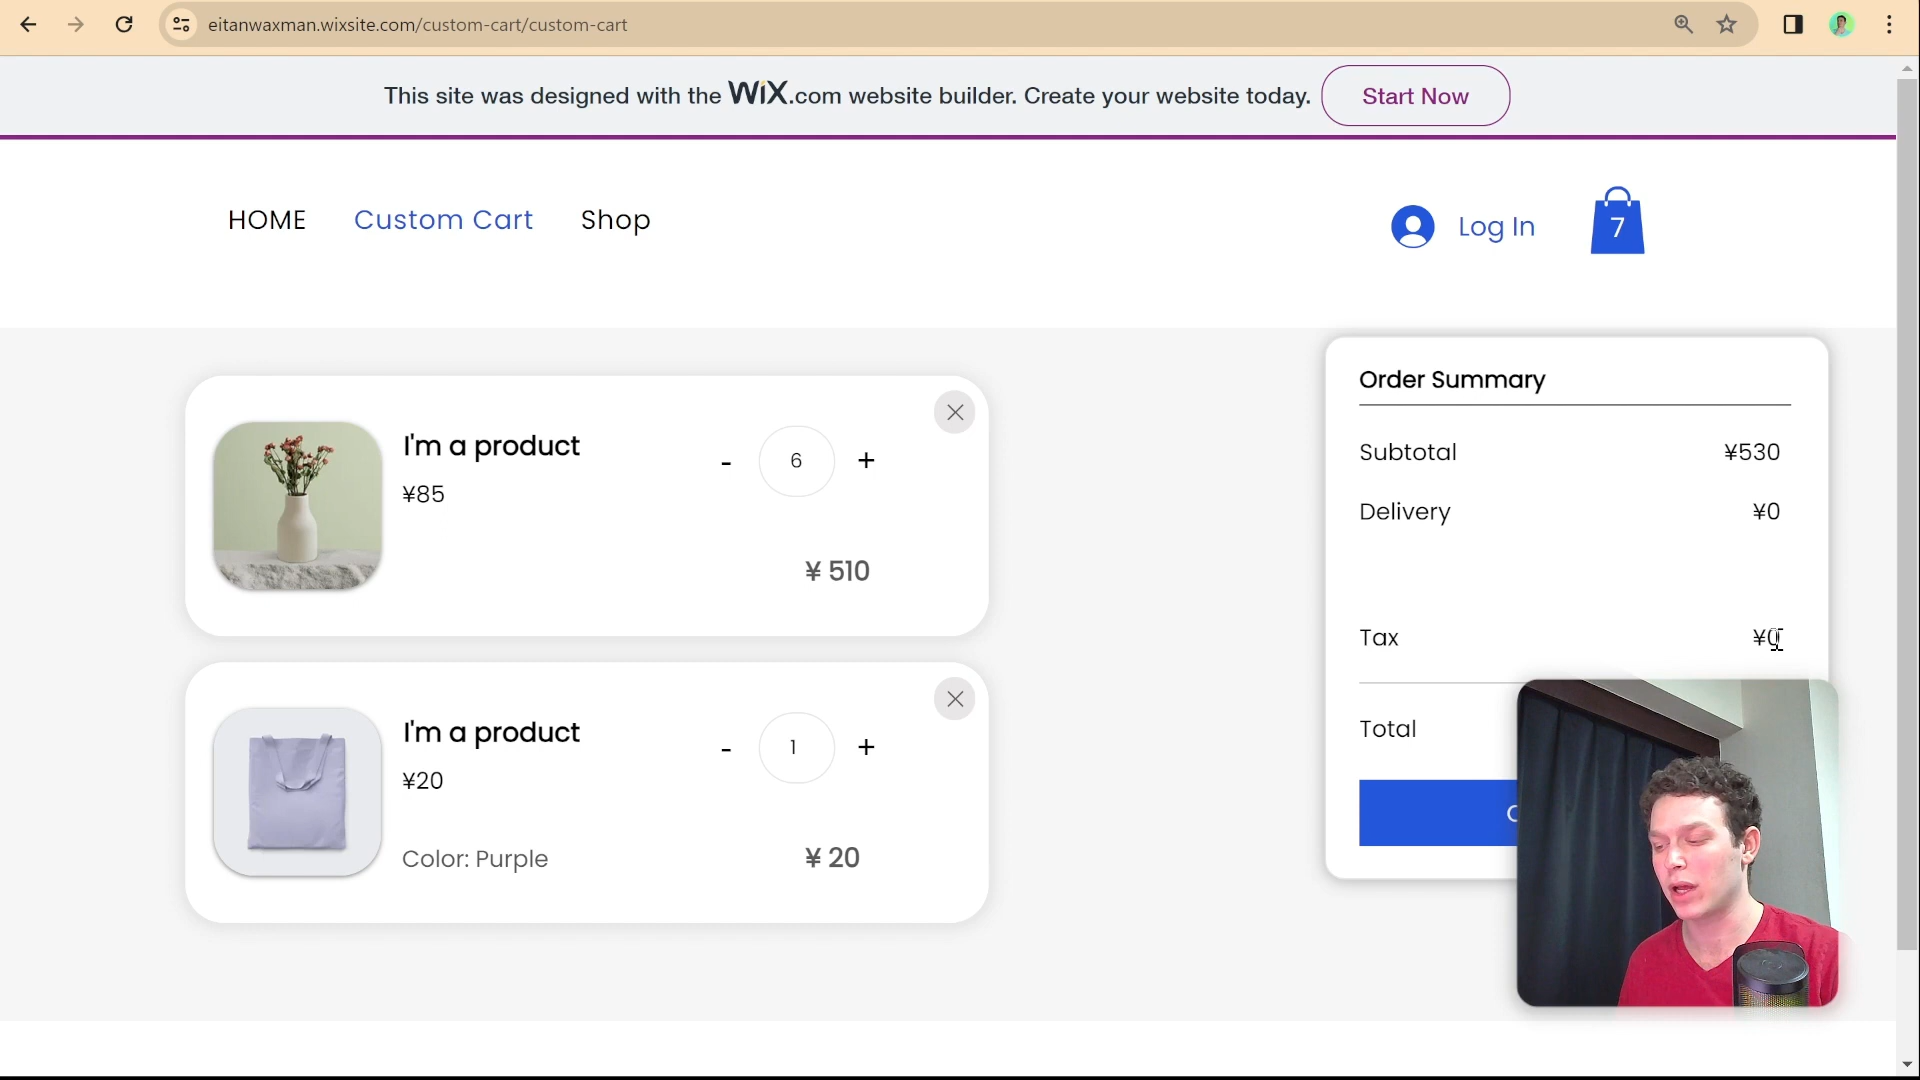 eitanwaxman.wixsite.com/custom-cart/custom-cart
This site was designed with the WiX.com website builder. Create your website today.
Start Now
HOME
Custom Cart
Shop
Log In
7
I'm a product
¥85
-
6
+
¥ 510
I'm a product
¥20
Color: Purple
-
1
+
¥ 20
Order Summary
Subtotal
¥530
Delivery
¥0
Tax
¥0
Total